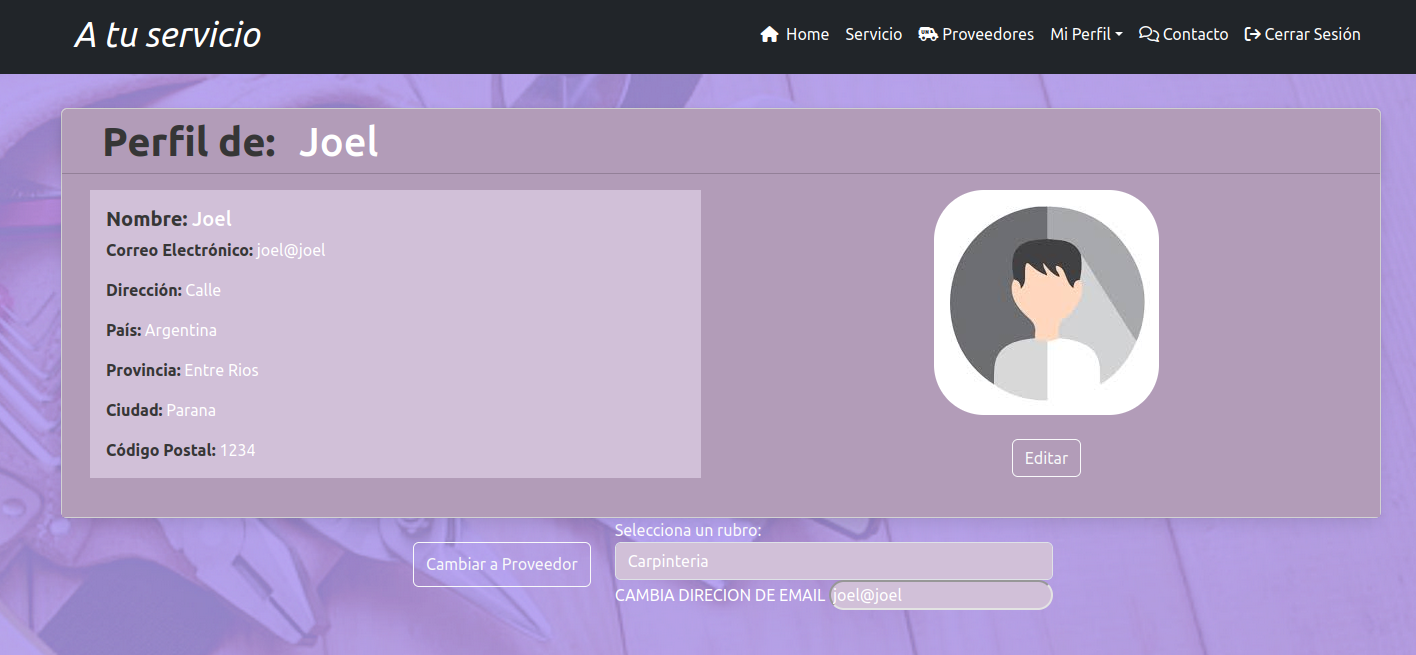 A tu servicio
Home Servicio Proveedores Mi Perfil Contacto Cerrar Sesión
Perfil de: Joel
Nombre: Joel
Correo Electrónico: joel@joel
Dirección: Calle
País: Argentina
Provincia: Entre Rios
Ciudad: Parana
Código Postal: 1234
Editar
Selecciona un rubro:
Cambiar a Proveedor
Carpinteria
CAMBIA DIRECION DE EMAIL joel@joel